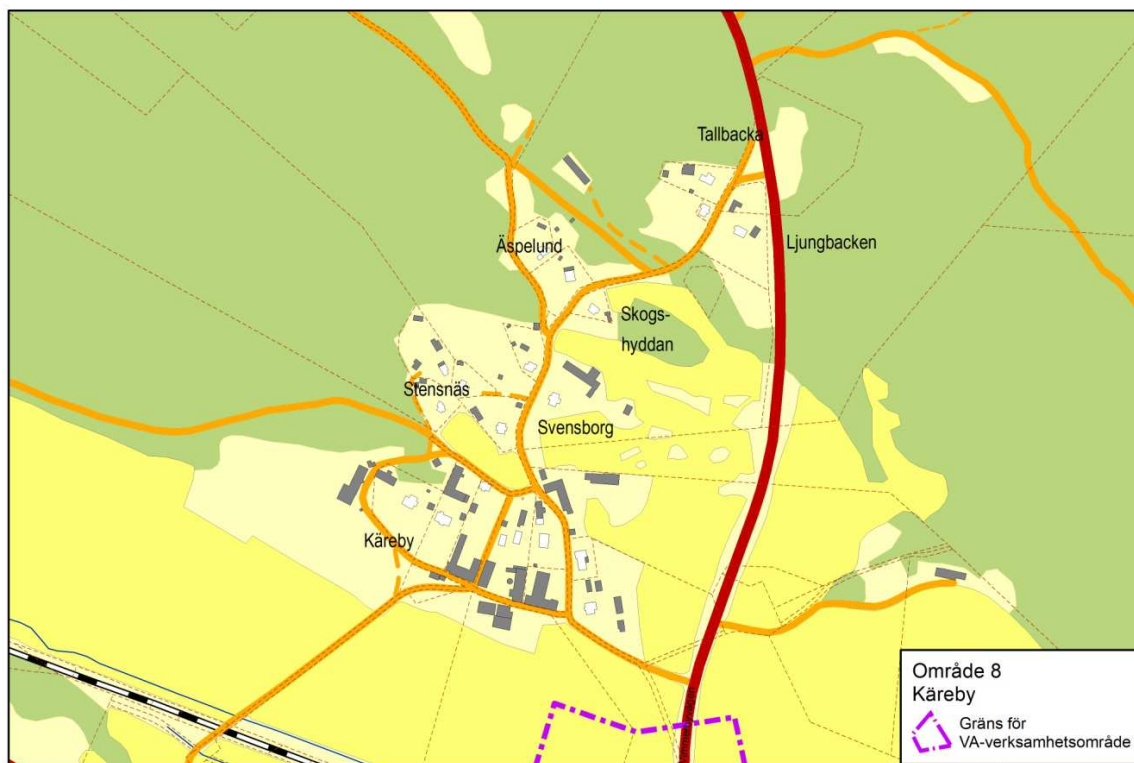 Tallbacka
Äspelund
Ljungbacken
Skogs-
hyddan
Stensnäs
Svensborg
Käreby
Område 8
Käreby
Gräns för
VA-verksamhetsområde